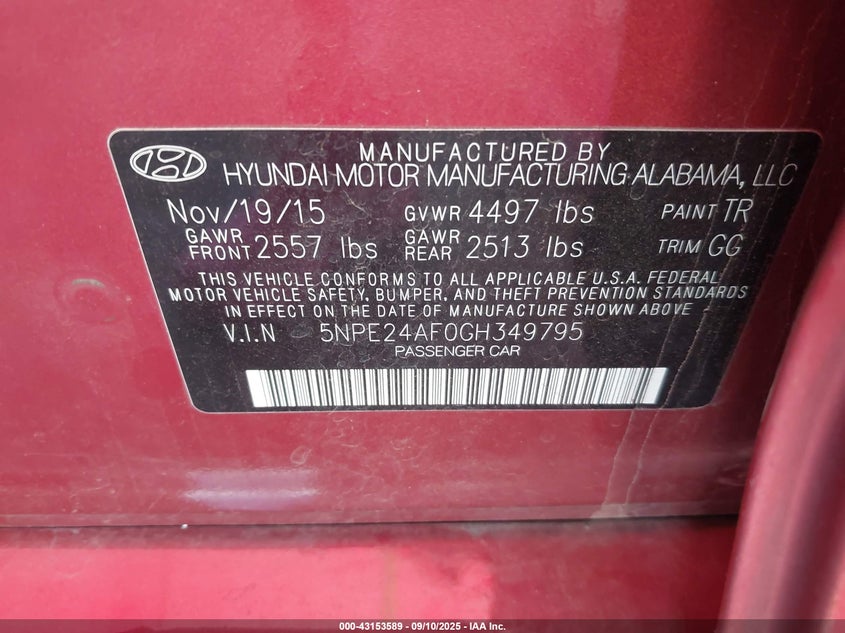 MANUFACTURED BY
HYUNDAI MOTOR MANUFACTURING ALABAMA, LLC
Nov/19/15 GVWR 4497 lbs PAINT TR
GAWR FRONT 2557 lbs GAWR REAR 2513 lbs TRIM GG
THIS VEHICLE CONFORMS TO ALL APPLICABLE U.S.A. FEDERAL
MOTOR VEHICLE SAFETY, BUMPER, AND THEFT PREVENTION STANDARDS
IN EFFECT ON THE DATE OF MANUFACTURE SHOWN ABOVE
V.I.N 5NPE24AF0GH349795
PASSENGER CAR
000-43153589 - 09/10/2025 - IAA Inc.